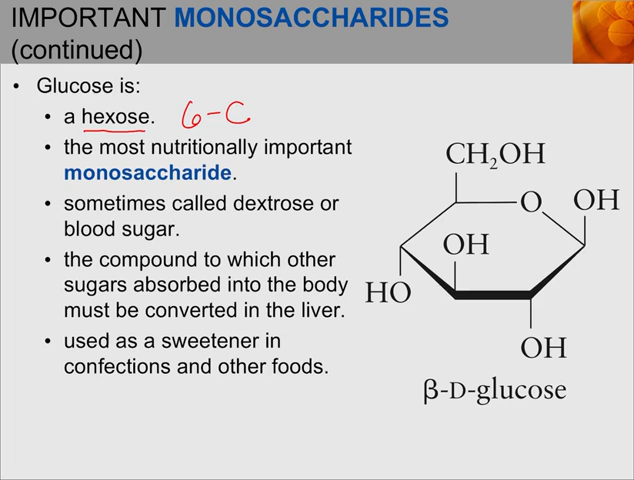 IMPORTANT MONOSACCHARIDES
(continued)
• Glucose is:
• a hexose. 6-C
• the most nutritionally important
monosaccharide.
• sometimes called dextrose or
blood sugar.
• the compound to which other
sugars absorbed into the body
must be converted in the liver.
• used as a sweetener in
confections and other foods.
CH₂OH
O OH
OH
HO
OH
β-D-glucose